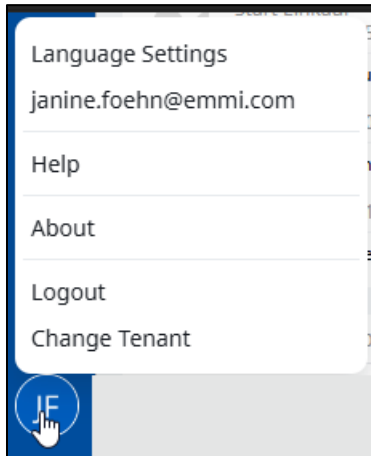 Language Settings
janine.foehn@emmi.com
Help
About
Logout
Change Tenant
JF